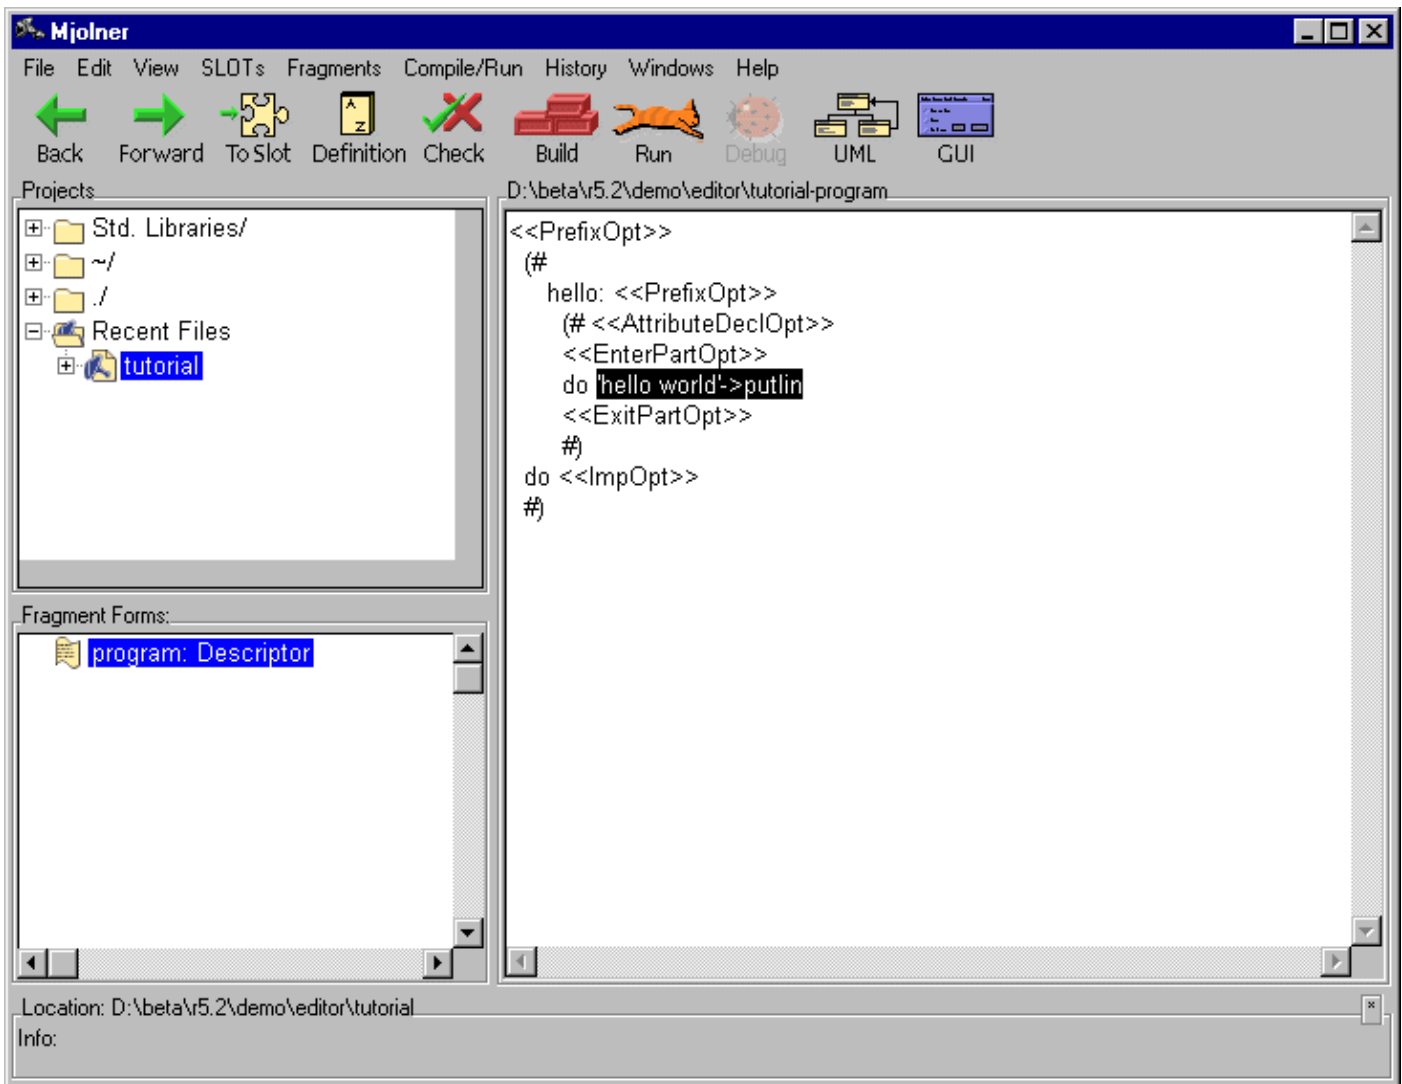 Mjolner
File Edit View SLOTs Fragments Compile/Run History Windows Help
Back Forward To Slot Definition Check Build Run Debug UML GUI
Projects
Std. Libraries/
~/
./
Recent Files
tutorial
D:\beta\r5.2\demo\editor\tutorial-program
<<PrefixOpt>>
(#
hello: <<PrefixOpt>>
(# <<AttributeDeclOpt>>
<<EnterPartOpt>>
do 'hello world'->putlin
<<ExitPartOpt>>
#)
do <<ImpOpt>>
#)
Fragment Forms:
program: Descriptor
Location: D:\beta\r5.2\demo\editor\tutorial
Info: